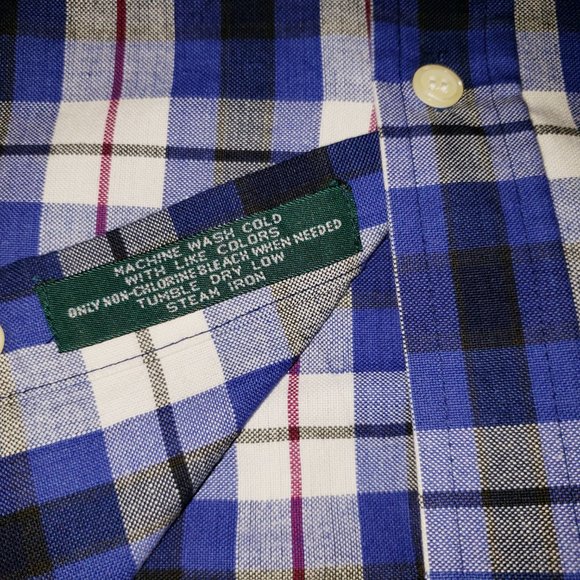 MACHINE WASH COLD
WITH LIKE COLORS
ONLY NON-CHLORINE BLEACH WHEN NEEDED
TUMBLE DRY LOW
STEAM IRON